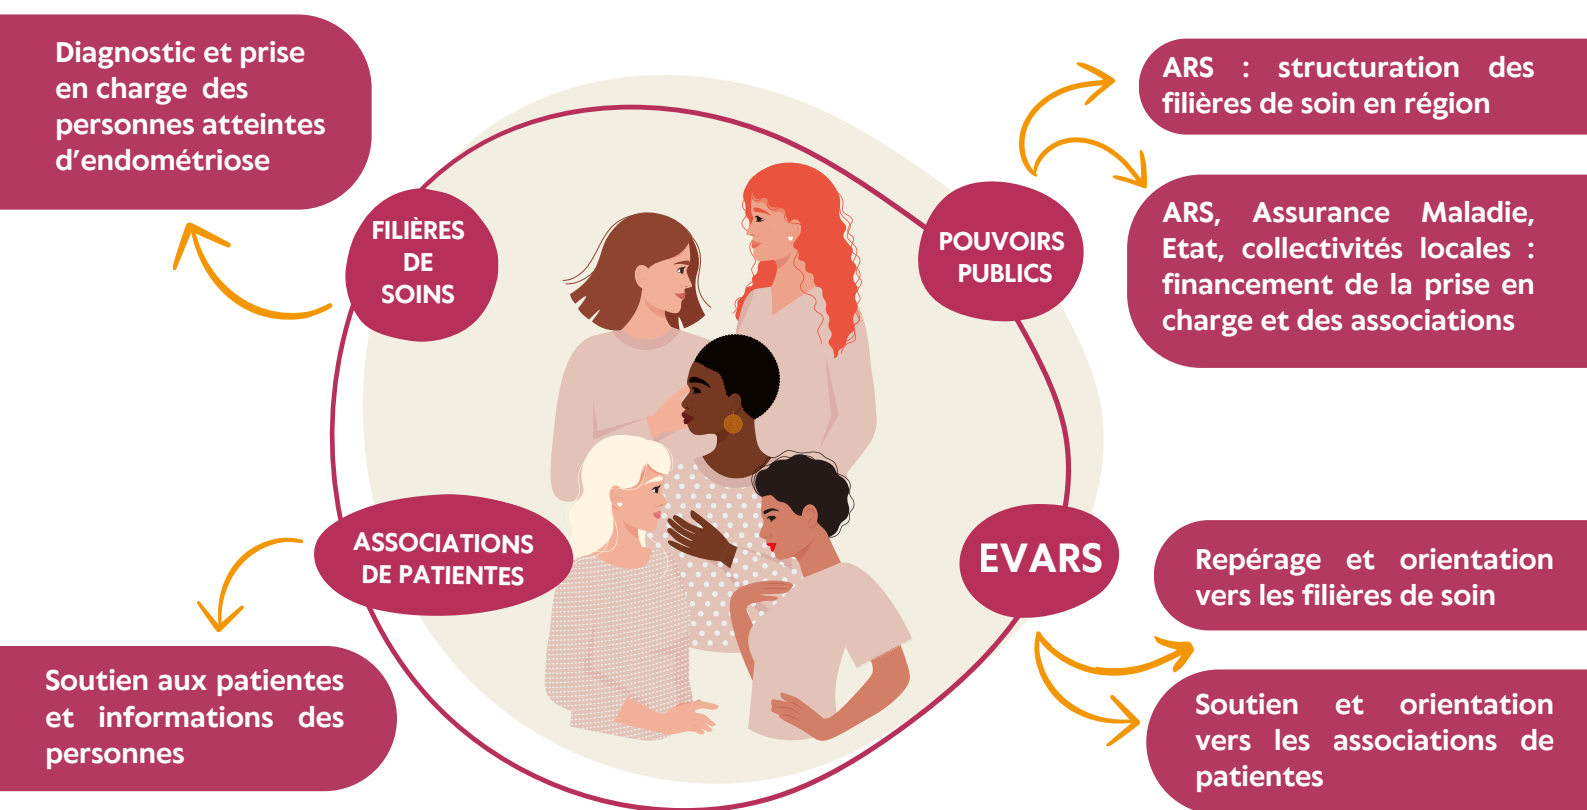 Diagnostic et prise
en charge des
personnes atteintes
d'endométriose
FILIÈRES
DE
SOINS
POUVOIRS
PUBLICS
ARS : structuration des
filières de soin en région
ARS, Assurance Maladie,
Etat, collectivités locales :
financement de la prise en
charge et des associations
ASSOCIATIONS
DE PATIENTES
Soutien aux patientes
et informations des
personnes
EVARS
Repérage et orientation
vers les filières de soin
Soutien et orientation
vers les associations de
patientes